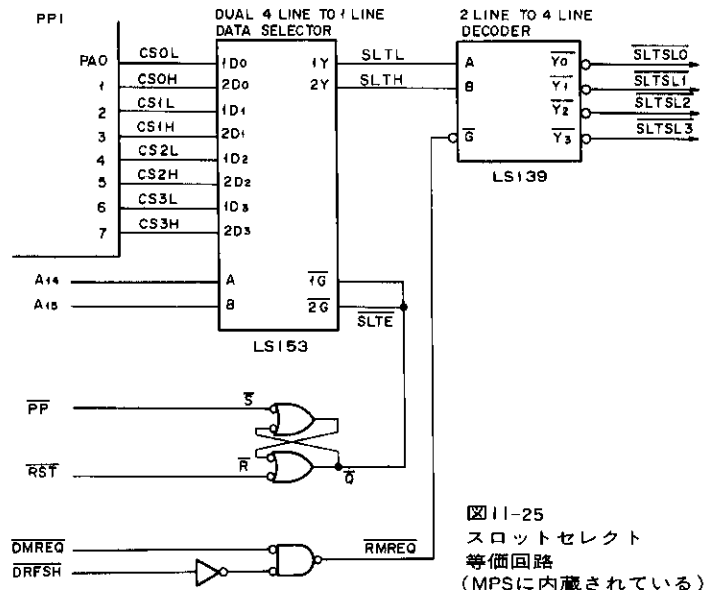 PPI
DUAL 4 LINE TO 1 LINE
DATA SELECTOR
2 LINE TO 4 LINE
DECODER
PA0 CS0L 1D0 1Y SLTL A Y0 SLTSL0
1 CS0H 2D0 2Y SLTH B Y1 SLTSL1
2 CS1L 1D1 Y2 SLTSL2
3 CS1H 2D1 G Y3 SLTSL3
4 CS2L 1D2
LS139
5 CS2H 2D2
6 CS3L 1D3
7 CS3H 2D3
A14 A 1G
A15 B 2G
SLTE
LS153
PP S
R
RST Q
DMREQ RMREQ
DRFSH
図11-25
スロットセレクト
等価回路
(MPSに内蔵されている)